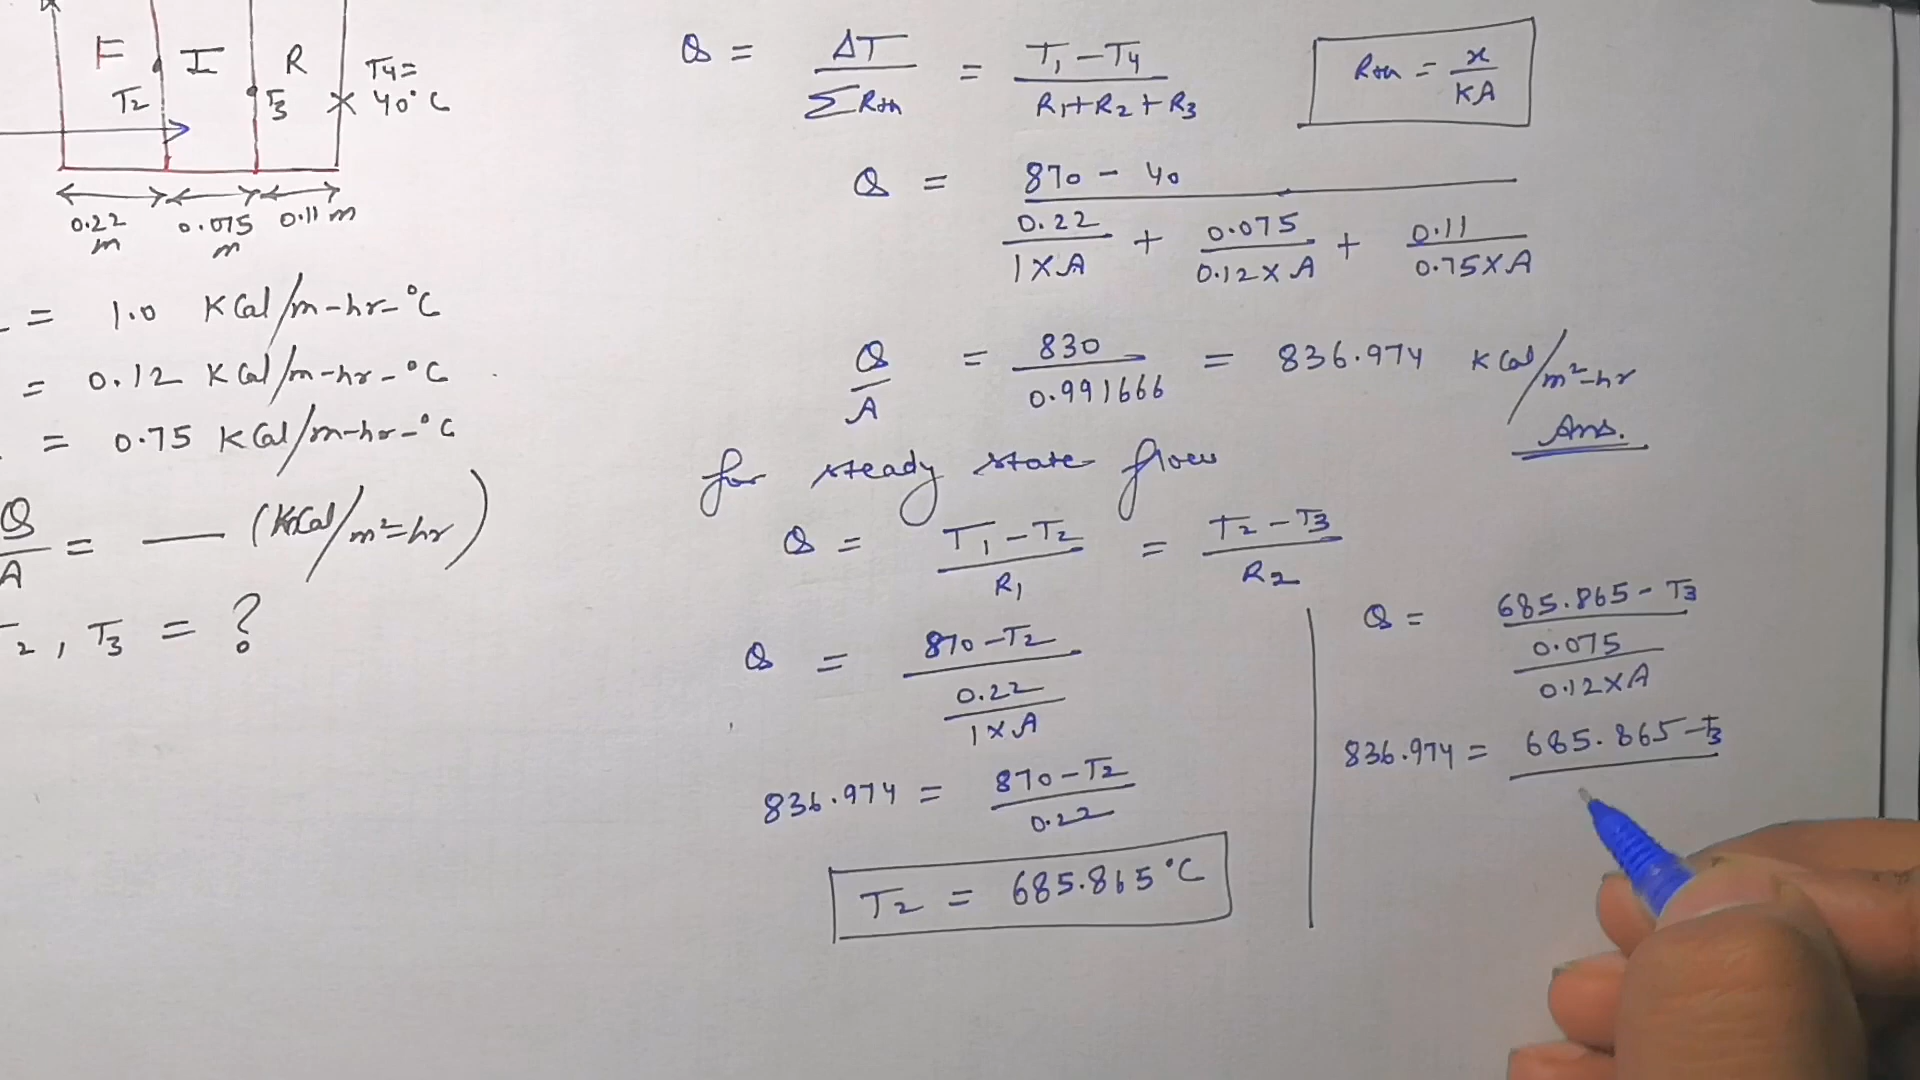 F I R
T2 T3 T4 = 40°C
0.22 m 0.075 m 0.11 m
= 1.0 KCal/m-hr-°C
= 0.12 KCal/m-hr-°C
= 0.75 KCal/m-hr-°C
Q/A = — (KCal/m²-hr)
T2, T3 = ?
Q = ΔT/ΣRth = (T1 - T4)/(R1 + R2 + R3)
Rth = x/KA
Q = (870 - 40)/(0.22/(1×A) + 0.075/(0.12×A) + 0.11/(0.75×A))
Q/A = 830/0.991666 = 836.974 KCal/m²-hr
Ans.
for steady state flow
Q = (T1 - T2)/R1 = (T2 - T3)/R2
Q = (870 - T2)/(0.22/(1×A))
836.974 = (870 - T2)/0.22
T2 = 685.865°C
Q = (685.865 - T3)/(0.075/(0.12×A))
836.974 = 685.865 - T3